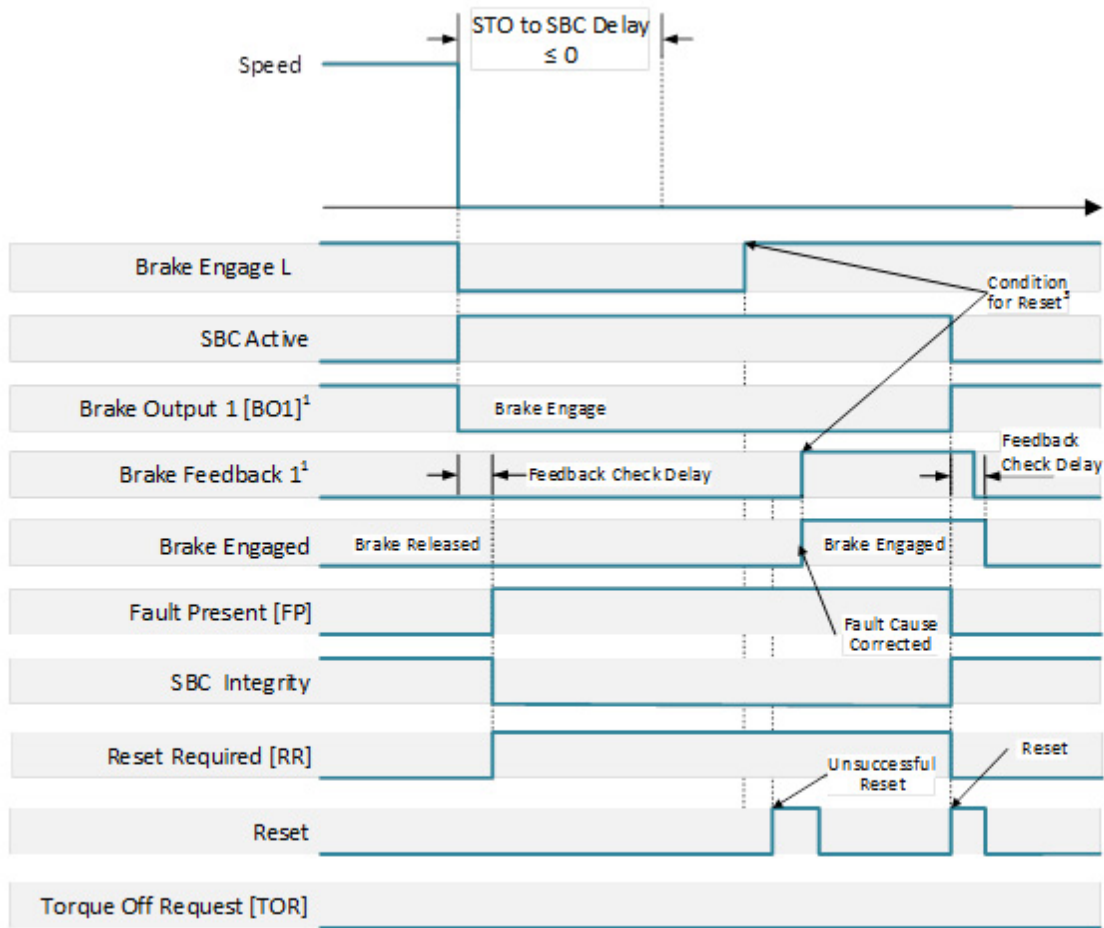 STO to SBC Delay
≤ 0
Speed
Brake Engage L
Condition
for Reset²
SBC Active
Brake Output 1 [BO1]¹
Brake Engage
Feedback
Check Delay
Brake Feedback 1¹
Feedback Check Delay
Brake Engaged
Brake Released
Brake Engaged
Fault Present [FP]
Fault Cause
Corrected
SBC Integrity
Reset Required [RR]
Unsuccessful
Reset
Reset
Reset
Torque Off Request [TOR]